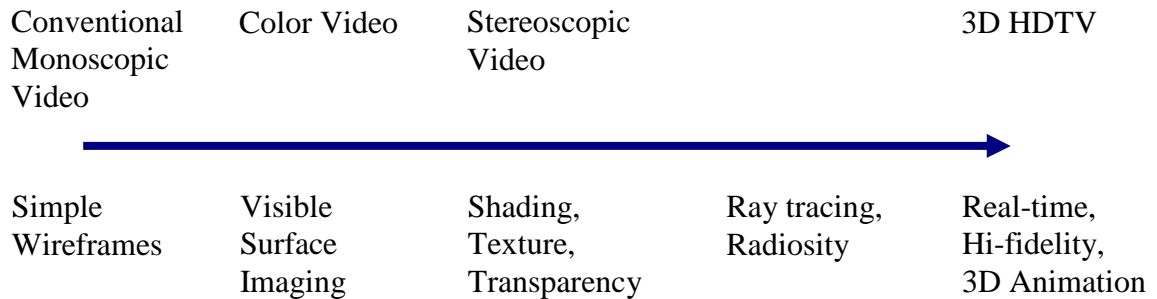 Conventional
Monoscopic
Video
Color Video
Stereoscopic
Video
3D HDTV
Simple
Wireframes
Visible
Surface
Imaging
Shading,
Texture,
Transparency
Ray tracing,
Radiosity
Real-time,
Hi-fidelity,
3D Animation